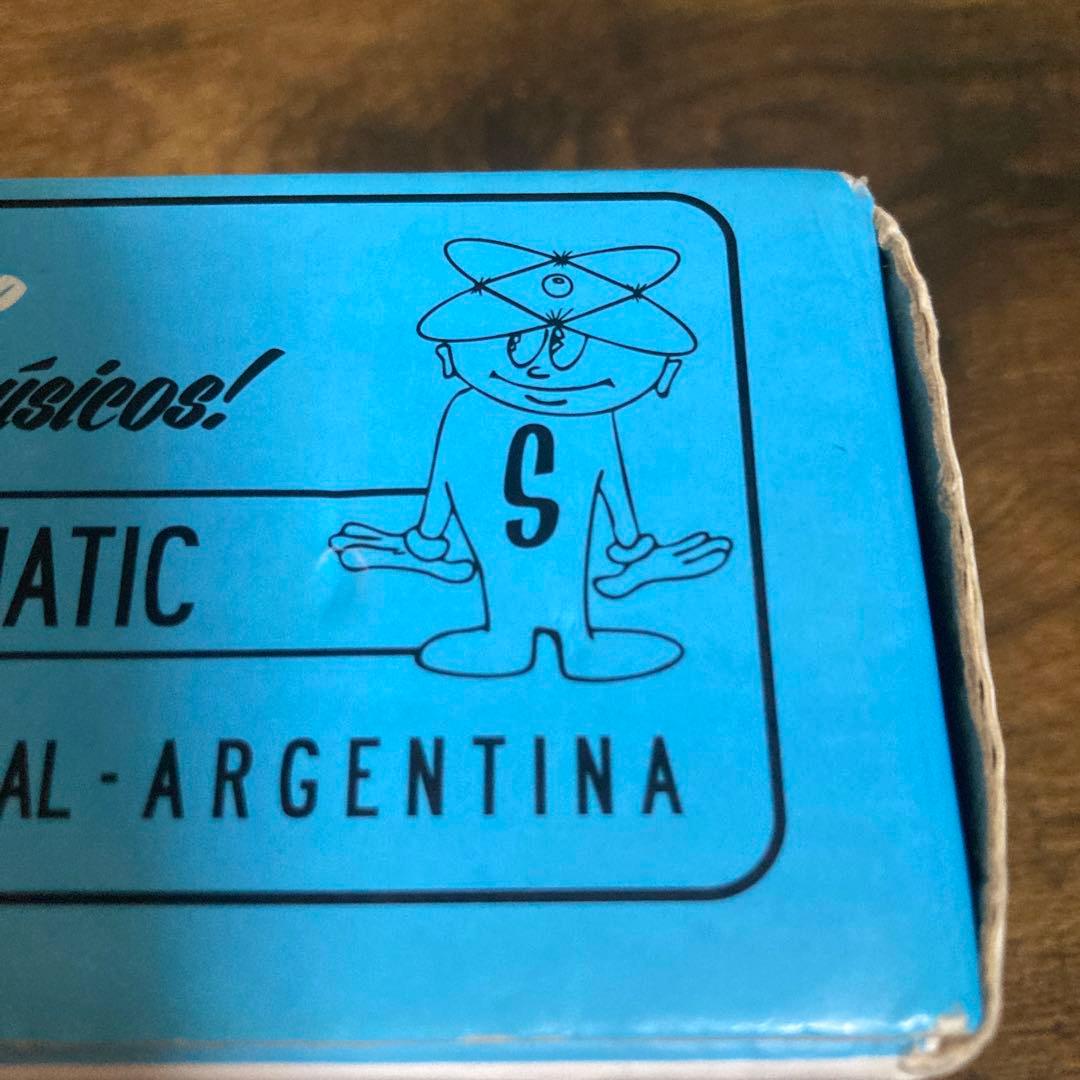 úsicos!
S
MATIC
AL - ARGENTINA